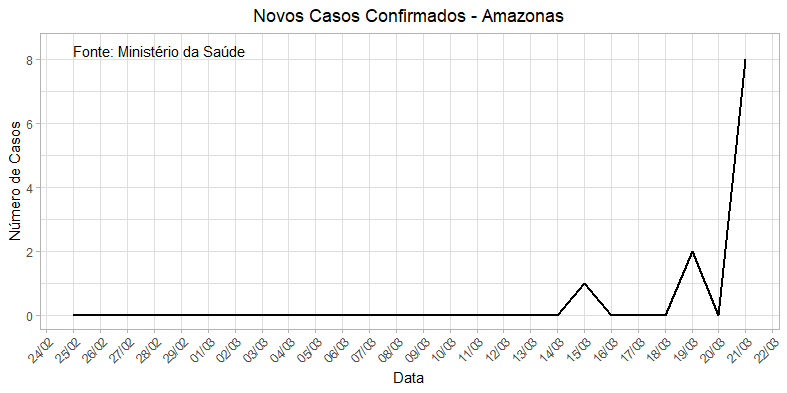 Novos Casos Confirmados - Amazonas
Fonte: Ministério da Saúde
8
6
4
2
0
Número de Casos
24/02 25/02 26/02 27/02 28/02 29/02 01/03 02/03 03/03 04/03 05/03 06/03 07/03 08/03 09/03 10/03 11/03 12/03 13/03 14/03 15/03 16/03 17/03 18/03 19/03 20/03 21/03 22/03
Data